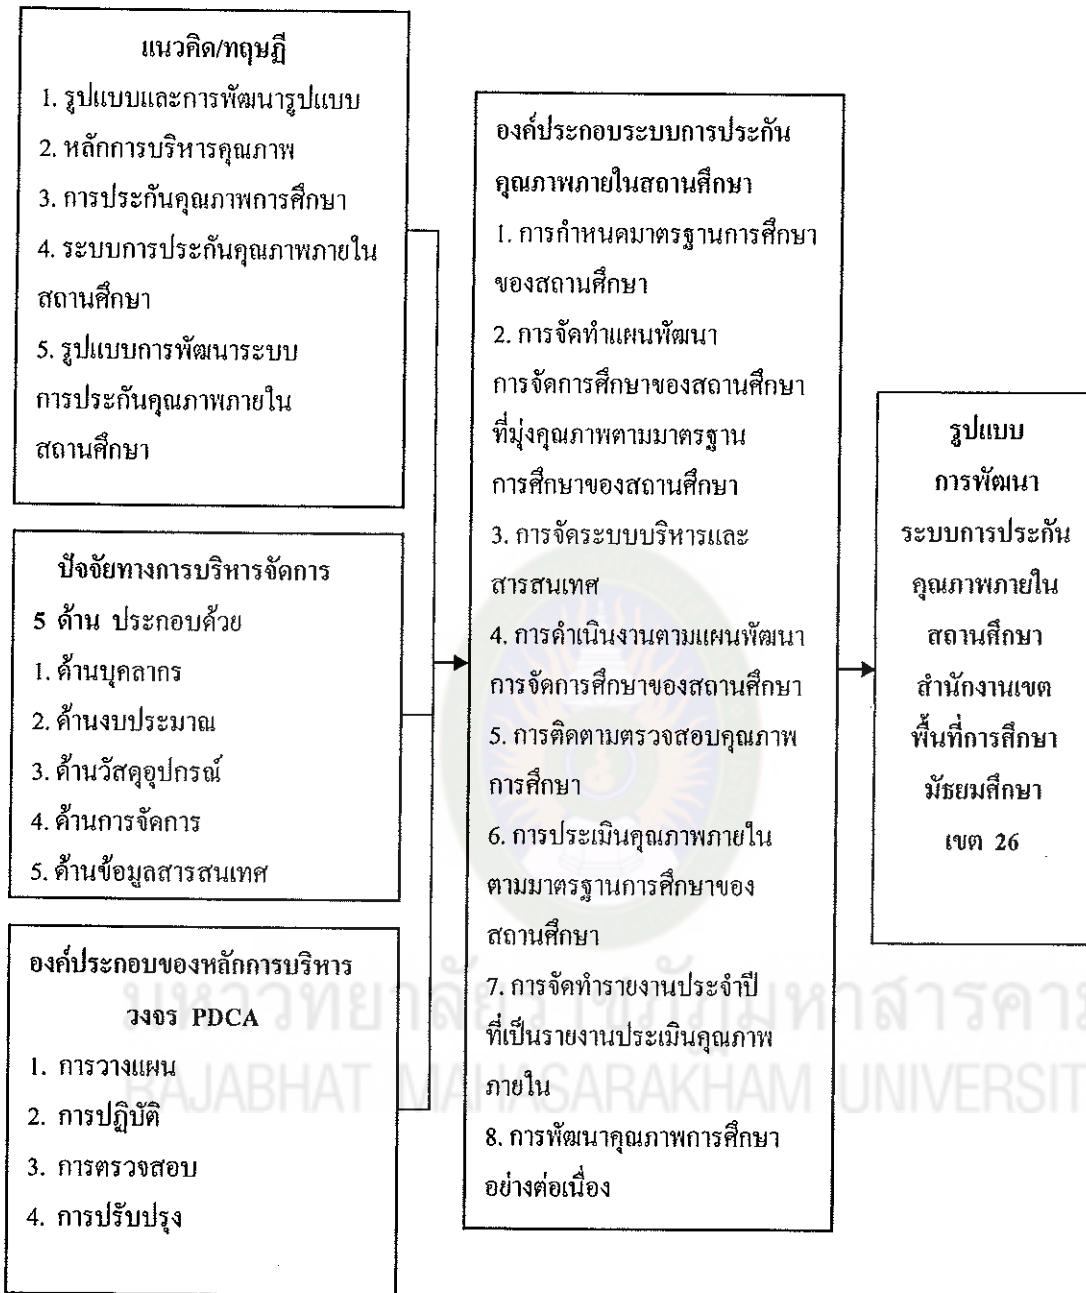 แนวคิด/ทฤษฎี
1. รูปแบบและการพัฒนารูปแบบ
2. หลักการบริหารคุณภาพ
3. การประกันคุณภาพการศึกษา
4. ระบบการประกันคุณภาพภายใน
สถานศึกษา
5. รูปแบบการพัฒนาระบบ
การประกันคุณภาพภายใน
สถานศึกษา
ปัจจัยทางการบริหารจัดการ
5 ด้าน ประกอบด้วย
1. ด้านบุคลากร
2. ด้านงบประมาณ
3. ด้านวัสดุอุปกรณ์
4. ด้านการจัดการ
5. ด้านข้อมูลสารสนเทศ
องค์ประกอบของหลักการบริหาร
วงจร PDCA
1. การวางแผน
2. การปฏิบัติ
3. การตรวจสอบ
4. การปรับปรุง
องค์ประกอบระบบการประกัน
คุณภาพภายในสถานศึกษา
1. การกำหนดมาตรฐานการศึกษา
ของสถานศึกษา
2. การจัดทำแผนพัฒนา
การจัดการศึกษาของสถานศึกษา
ที่มุ่งคุณภาพตามมาตรฐาน
การศึกษาของสถานศึกษา
3. การจัดระบบบริหารและ
สารสนเทศ
4. การดำเนินงานตามแผนพัฒนา
การจัดการศึกษาของสถานศึกษา
5. การติดตามตรวจสอบคุณภาพ
การศึกษา
6. การประเมินคุณภาพภายใน
ตามมาตรฐานการศึกษาของ
สถานศึกษา
7. การจัดทำรายงานประจำปี
ที่เป็นรายงานประเมินคุณภาพ
ภายใน
8. การพัฒนาคุณภาพการศึกษา
อย่างต่อเนื่อง
รูปแบบ
การพัฒนา
ระบบการประกัน
คุณภาพภายใน
สถานศึกษา
สำนักงานเขต
พื้นที่การศึกษา
มัธยมศึกษา
เขต 26
มหาวิทยาลัยราชภัฏมหาสารคาม
RAJABHAT MAHASARAKHAM UNIVERSIT